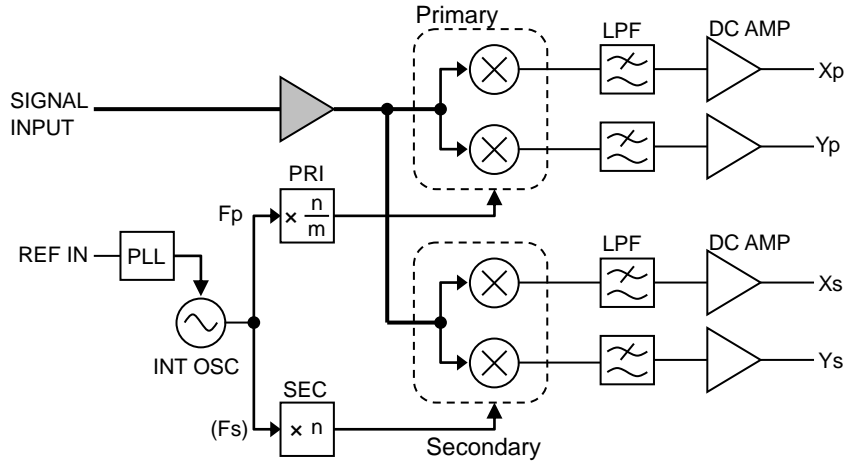 Primary
LPF
DC AMP
Xp
SIGNAL
INPUT
Yp
PRI
Fp
× n
m
REF IN
PLL
LPF
DC AMP
Xs
INT OSC
Ys
SEC
(Fs)
× n
Secondary